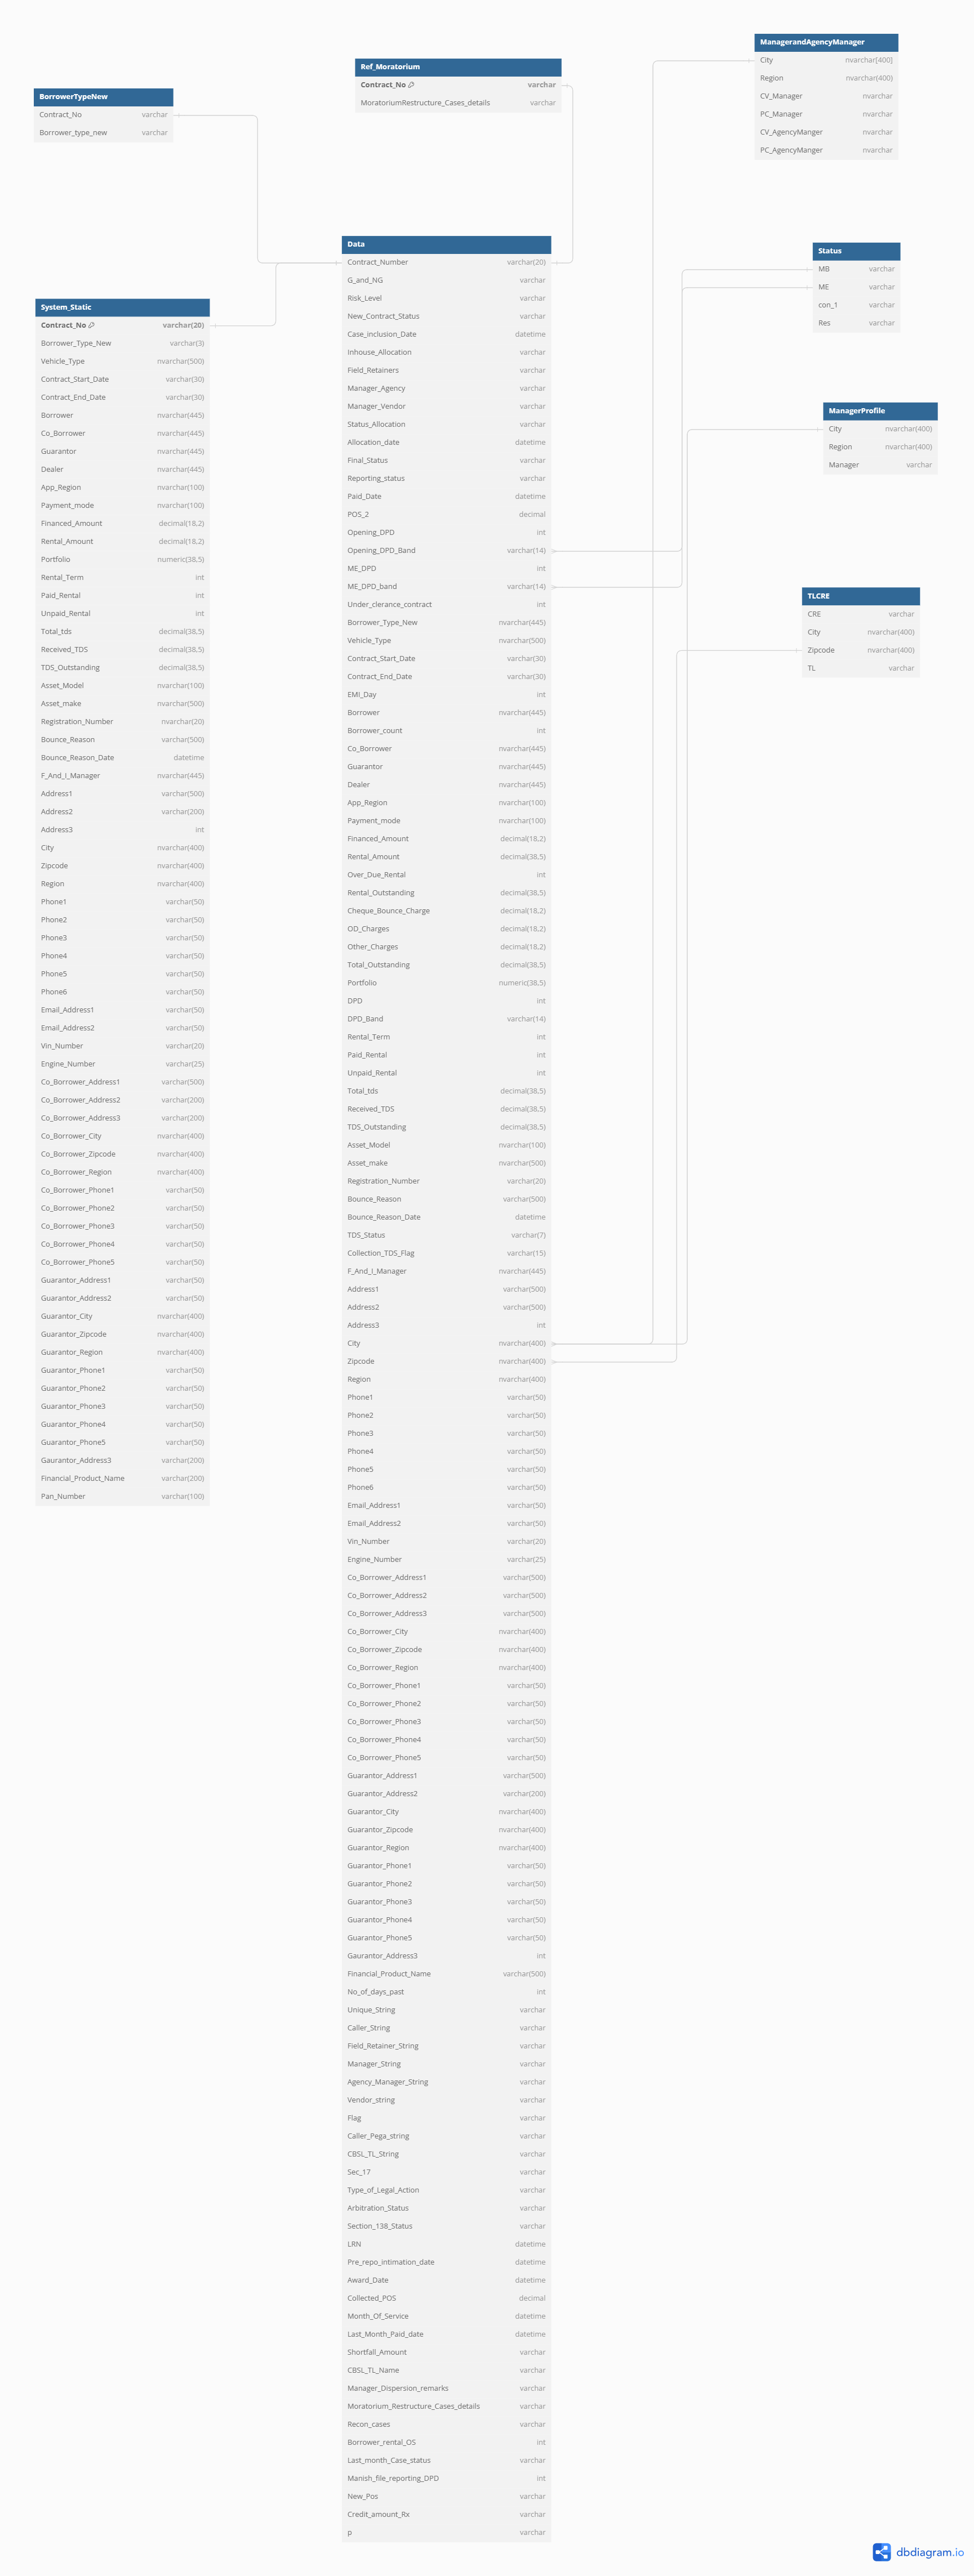 ManagerandAgencyManager
City nvarchar[400]
Region nvarchar(400)
CV_Manager nvarchar
PC_Manager nvarchar
CV_AgencyManger nvarchar
PC_AgencyManger nvarchar
Ref_Moratorium
Contract_No varchar
MoratoriumRestructure_Cases_details varchar
BorrowerTypeNew
Contract_No varchar
Borrower_type_new varchar
Status
MB varchar
ME varchar
con_1 varchar
Res varchar
ManagerProfile
City nvarchar(400)
Region nvarchar(400)
Manager varchar
TLCRE
CRE varchar
City nvarchar(400)
Zipcode nvarchar(400)
TL varchar
System_Static
Contract_No varchar(20)
Borrower_Type_New varchar(3)
Vehicle_Type nvarchar(500)
Contract_Start_Date varchar(30)
Contract_End_Date varchar(30)
Borrower nvarchar(445)
Co_Borrower nvarchar(445)
Guarantor nvarchar(445)
Dealer nvarchar(445)
App_Region nvarchar(100)
Payment_mode nvarchar(100)
Financed_Amount decimal(18,2)
Rental_Amount decimal(18,2)
Portfolio numeric(38,5)
Rental_Term int
Paid_Rental int
Unpaid_Rental int
Total_tds decimal(38,5)
Received_TDS decimal(38,5)
TDS_Outstanding decimal(38,5)
Asset_Model nvarchar(100)
Asset_make nvarchar(500)
Registration_Number nvarchar(20)
Bounce_Reason varchar(500)
Bounce_Reason_Date datetime
F_And_I_Manager nvarchar(445)
Address1 varchar(500)
Address2 varchar(200)
Address3 int
City nvarchar(400)
Zipcode nvarchar(400)
Region nvarchar(400)
Phone1 varchar(50)
Phone2 varchar(50)
Phone3 varchar(50)
Phone4 varchar(50)
Phone5 varchar(50)
Phone6 varchar(50)
Email_Address1 varchar(50)
Email_Address2 varchar(50)
Vin_Number varchar(20)
Engine_Number varchar(25)
Co_Borrower_Address1 varchar(500)
Co_Borrower_Address2 varchar(200)
Co_Borrower_Address3 varchar(200)
Co_Borrower_City nvarchar(400)
Co_Borrower_Zipcode nvarchar(400)
Co_Borrower_Region nvarchar(400)
Co_Borrower_Phone1 varchar(50)
Co_Borrower_Phone2 varchar(50)
Co_Borrower_Phone3 varchar(50)
Co_Borrower_Phone4 varchar(50)
Co_Borrower_Phone5 varchar(50)
Guarantor_Address1 varchar(50)
Guarantor_Address2 varchar(50)
Guarantor_City nvarchar(400)
Guarantor_Zipcode nvarchar(400)
Guarantor_Region nvarchar(400)
Guarantor_Phone1 varchar(50)
Guarantor_Phone2 varchar(50)
Guarantor_Phone3 varchar(50)
Guarantor_Phone4 varchar(50)
Guarantor_Phone5 varchar(50)
Gaurantor_Address3 varchar(200)
Financial_Product_Name varchar(200)
Pan_Number varchar(100)
Data
Contract_Number varchar(20)
G_and_NG varchar
Risk_Level varchar
New_Contract_Status varchar
Case_inclusion_Date datetime
Inhouse_Allocation varchar
Field_Retainers varchar
Manager_Agency varchar
Manager_Vendor varchar
Status_Allocation varchar
Allocation_date datetime
Final_Status varchar
Reporting_status varchar
Paid_Date datetime
POS_2 decimal
Opening_DPD int
Opening_DPD_Band varchar(14)
ME_DPD int
ME_DPD_band varchar(14)
Under_clerance_contract int
Borrower_Type_New nvarchar(445)
Vehicle_Type nvarchar(500)
Contract_Start_Date varchar(30)
Contract_End_Date varchar(30)
EMI_Day int
Borrower nvarchar(445)
Borrower_count int
Co_Borrower nvarchar(445)
Guarantor nvarchar(445)
Dealer nvarchar(445)
App_Region nvarchar(100)
Payment_mode nvarchar(100)
Financed_Amount decimal(18,2)
Rental_Amount decimal(38,5)
Over_Due_Rental int
Rental_Outstanding decimal(38,5)
Cheque_Bounce_Charge decimal(18,2)
OD_Charges decimal(18,2)
Other_Charges decimal(18,2)
Total_Outstanding decimal(38,5)
Portfolio numeric(38,5)
DPD int
DPD_Band varchar(14)
Rental_Term int
Paid_Rental int
Unpaid_Rental int
Total_tds decimal(38,5)
Received_TDS decimal(38,5)
TDS_Outstanding decimal(38,5)
Asset_Model nvarchar(100)
Asset_make nvarchar(500)
Registration_Number nvarchar(20)
Bounce_Reason varchar(500)
Bounce_Reason_Date datetime
TDS_Status varchar(7)
Collection_TDS_Flag varchar(15)
F_And_I_Manager nvarchar(445)
Address1 varchar(500)
Address2 varchar(500)
Address3 int
City nvarchar(400)
Zipcode nvarchar(400)
Region nvarchar(400)
Phone1 varchar(50)
Phone2 varchar(50)
Phone3 varchar(50)
Phone4 varchar(50)
Phone5 varchar(50)
Phone6 varchar(50)
Email_Address1 varchar(50)
Email_Address2 varchar(50)
Vin_Number varchar(20)
Engine_Number varchar(25)
Co_Borrower_Address1 varchar(500)
Co_Borrower_Address2 varchar(500)
Co_Borrower_Address3 varchar(500)
Co_Borrower_City nvarchar(400)
Co_Borrower_Zipcode nvarchar(400)
Co_Borrower_Region nvarchar(400)
Co_Borrower_Phone1 varchar(50)
Co_Borrower_Phone2 varchar(50)
Co_Borrower_Phone3 varchar(50)
Co_Borrower_Phone4 varchar(50)
Co_Borrower_Phone5 varchar(50)
Guarantor_Address1 varchar(500)
Guarantor_Address2 varchar(200)
Guarantor_City nvarchar(400)
Guarantor_Zipcode nvarchar(400)
Guarantor_Region nvarchar(400)
Guarantor_Phone1 varchar(50)
Guarantor_Phone2 varchar(50)
Guarantor_Phone3 varchar(50)
Guarantor_Phone4 varchar(50)
Guarantor_Phone5 varchar(50)
Gaurantor_Address3 int
Financial_Product_Name varchar(500)
No_of_days_past int
Unique_String varchar
Caller_String varchar
Field_Retainer_String varchar
Manager_String varchar
Agency_Manager_String varchar
Vendor_string varchar
Flag varchar
Caller_Pega_string varchar
CBSL_TL_String varchar
Sec_17 varchar
Type_of_Legal_Action varchar
Arbitration_Status varchar
Section_138_Status varchar
LRN datetime
Pre_repo_intimation_date datetime
Award_Date datetime
Collected_POS decimal
Month_Of_Service datetime
Last_Month_Paid_date datetime
Shortfall_Amount varchar
CBSL_TL_Name varchar
Manager_Dispersion_remarks varchar
Moratorium_Restructure_Cases_details varchar
Recon_cases varchar
Borrower_rental_OS int
Last_month_Case_status varchar
Manish_file_reporting_DPD int
New_Pos varchar
Credit_amount_Rx varchar
p varchar
dbdiagram.io